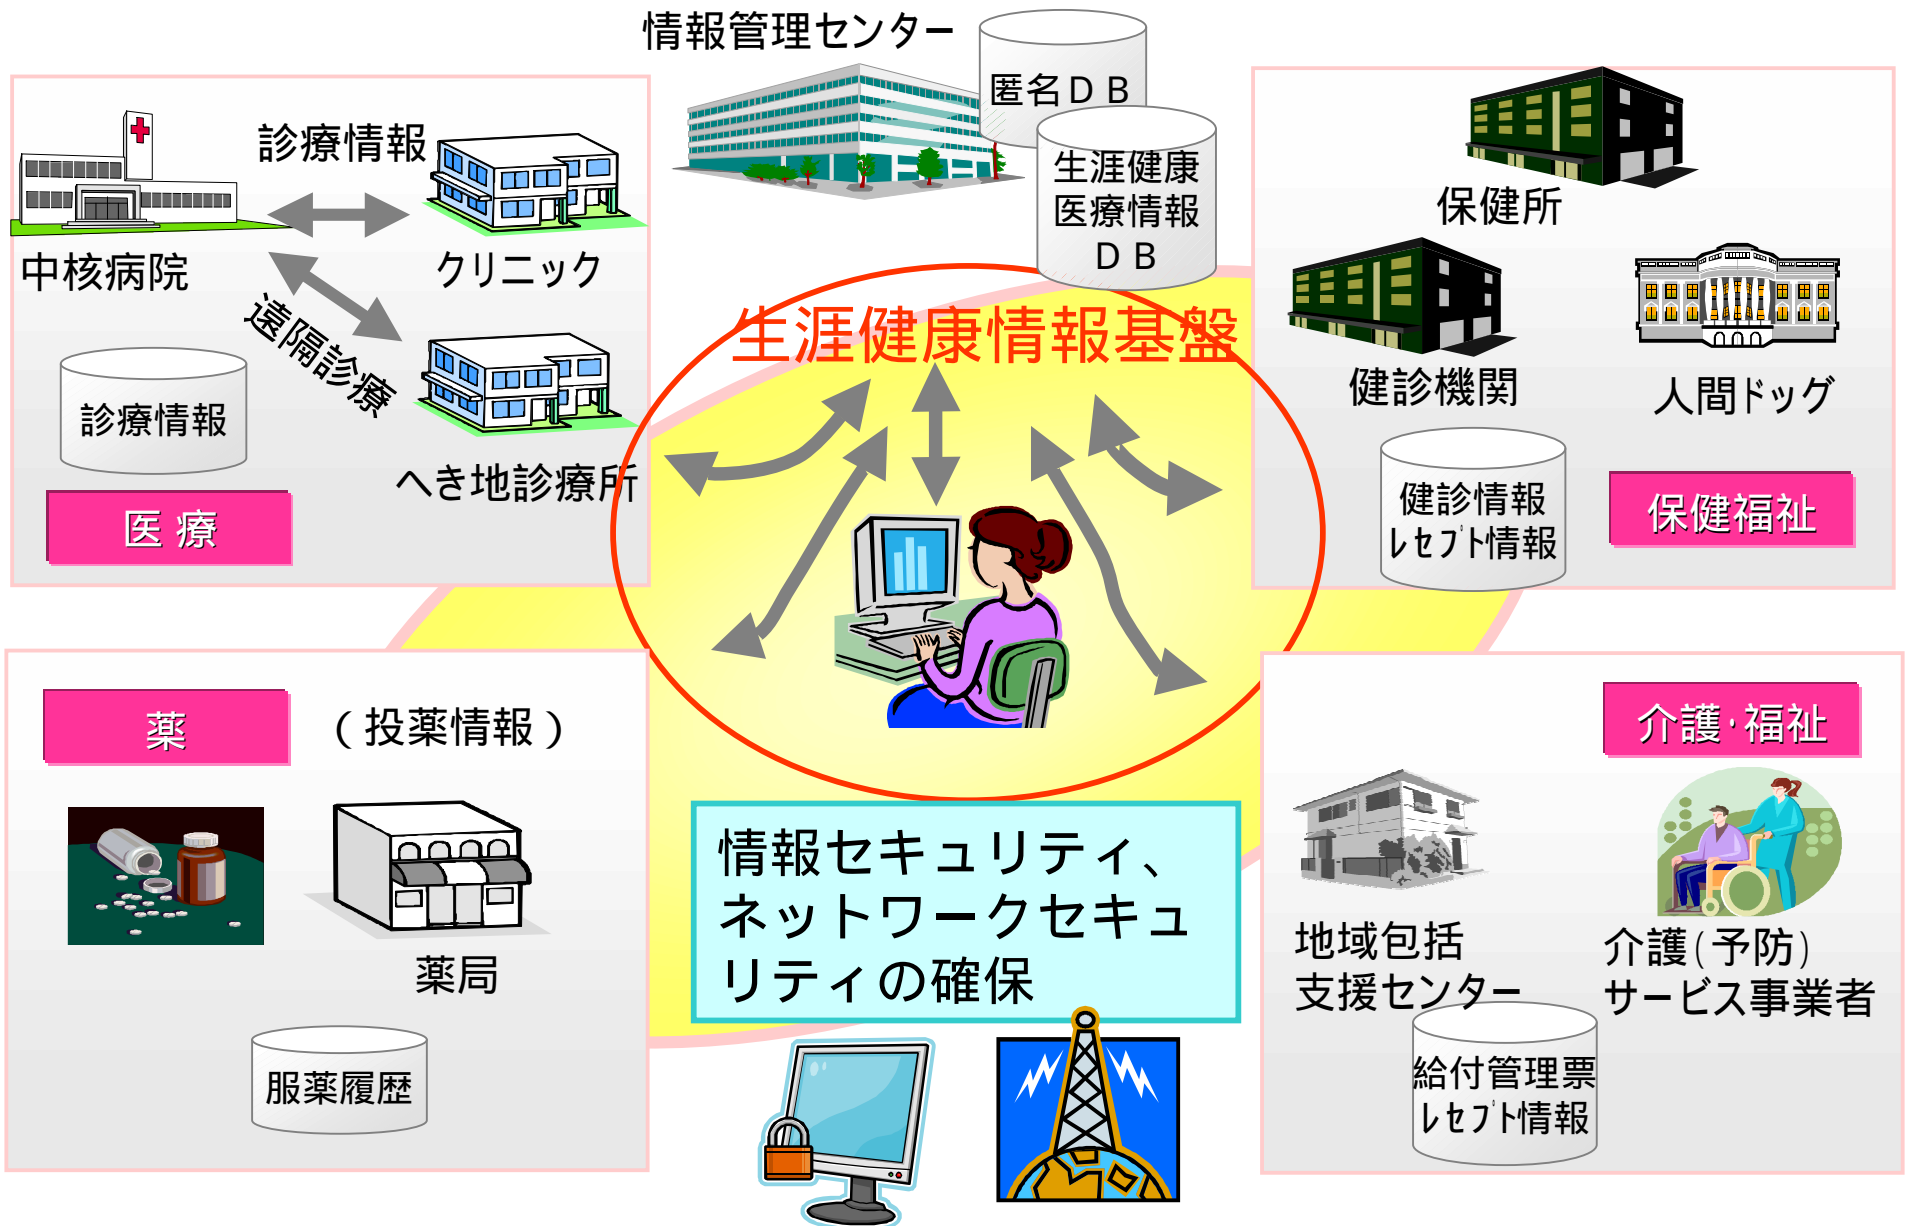 情報管理センター
匿名ＤＢ
生涯健康
医療情報
ＤＢ
診療情報
中核病院
クリニック
遠隔診療
診療情報
へき地診療所
医 療
生涯健康情報基盤
保健所
健診機関
人間ドッグ
健診情報
ﾚｾﾌﾟﾄ情報
保健福祉
薬
（投薬情報）
薬局
服薬履歴
情報セキュリティ、
ネットワークセキュ
リティの確保
介護･福祉
地域包括
支援センター
介護(予防)
サービス事業者
給付管理票
ﾚｾﾌﾟﾄ情報